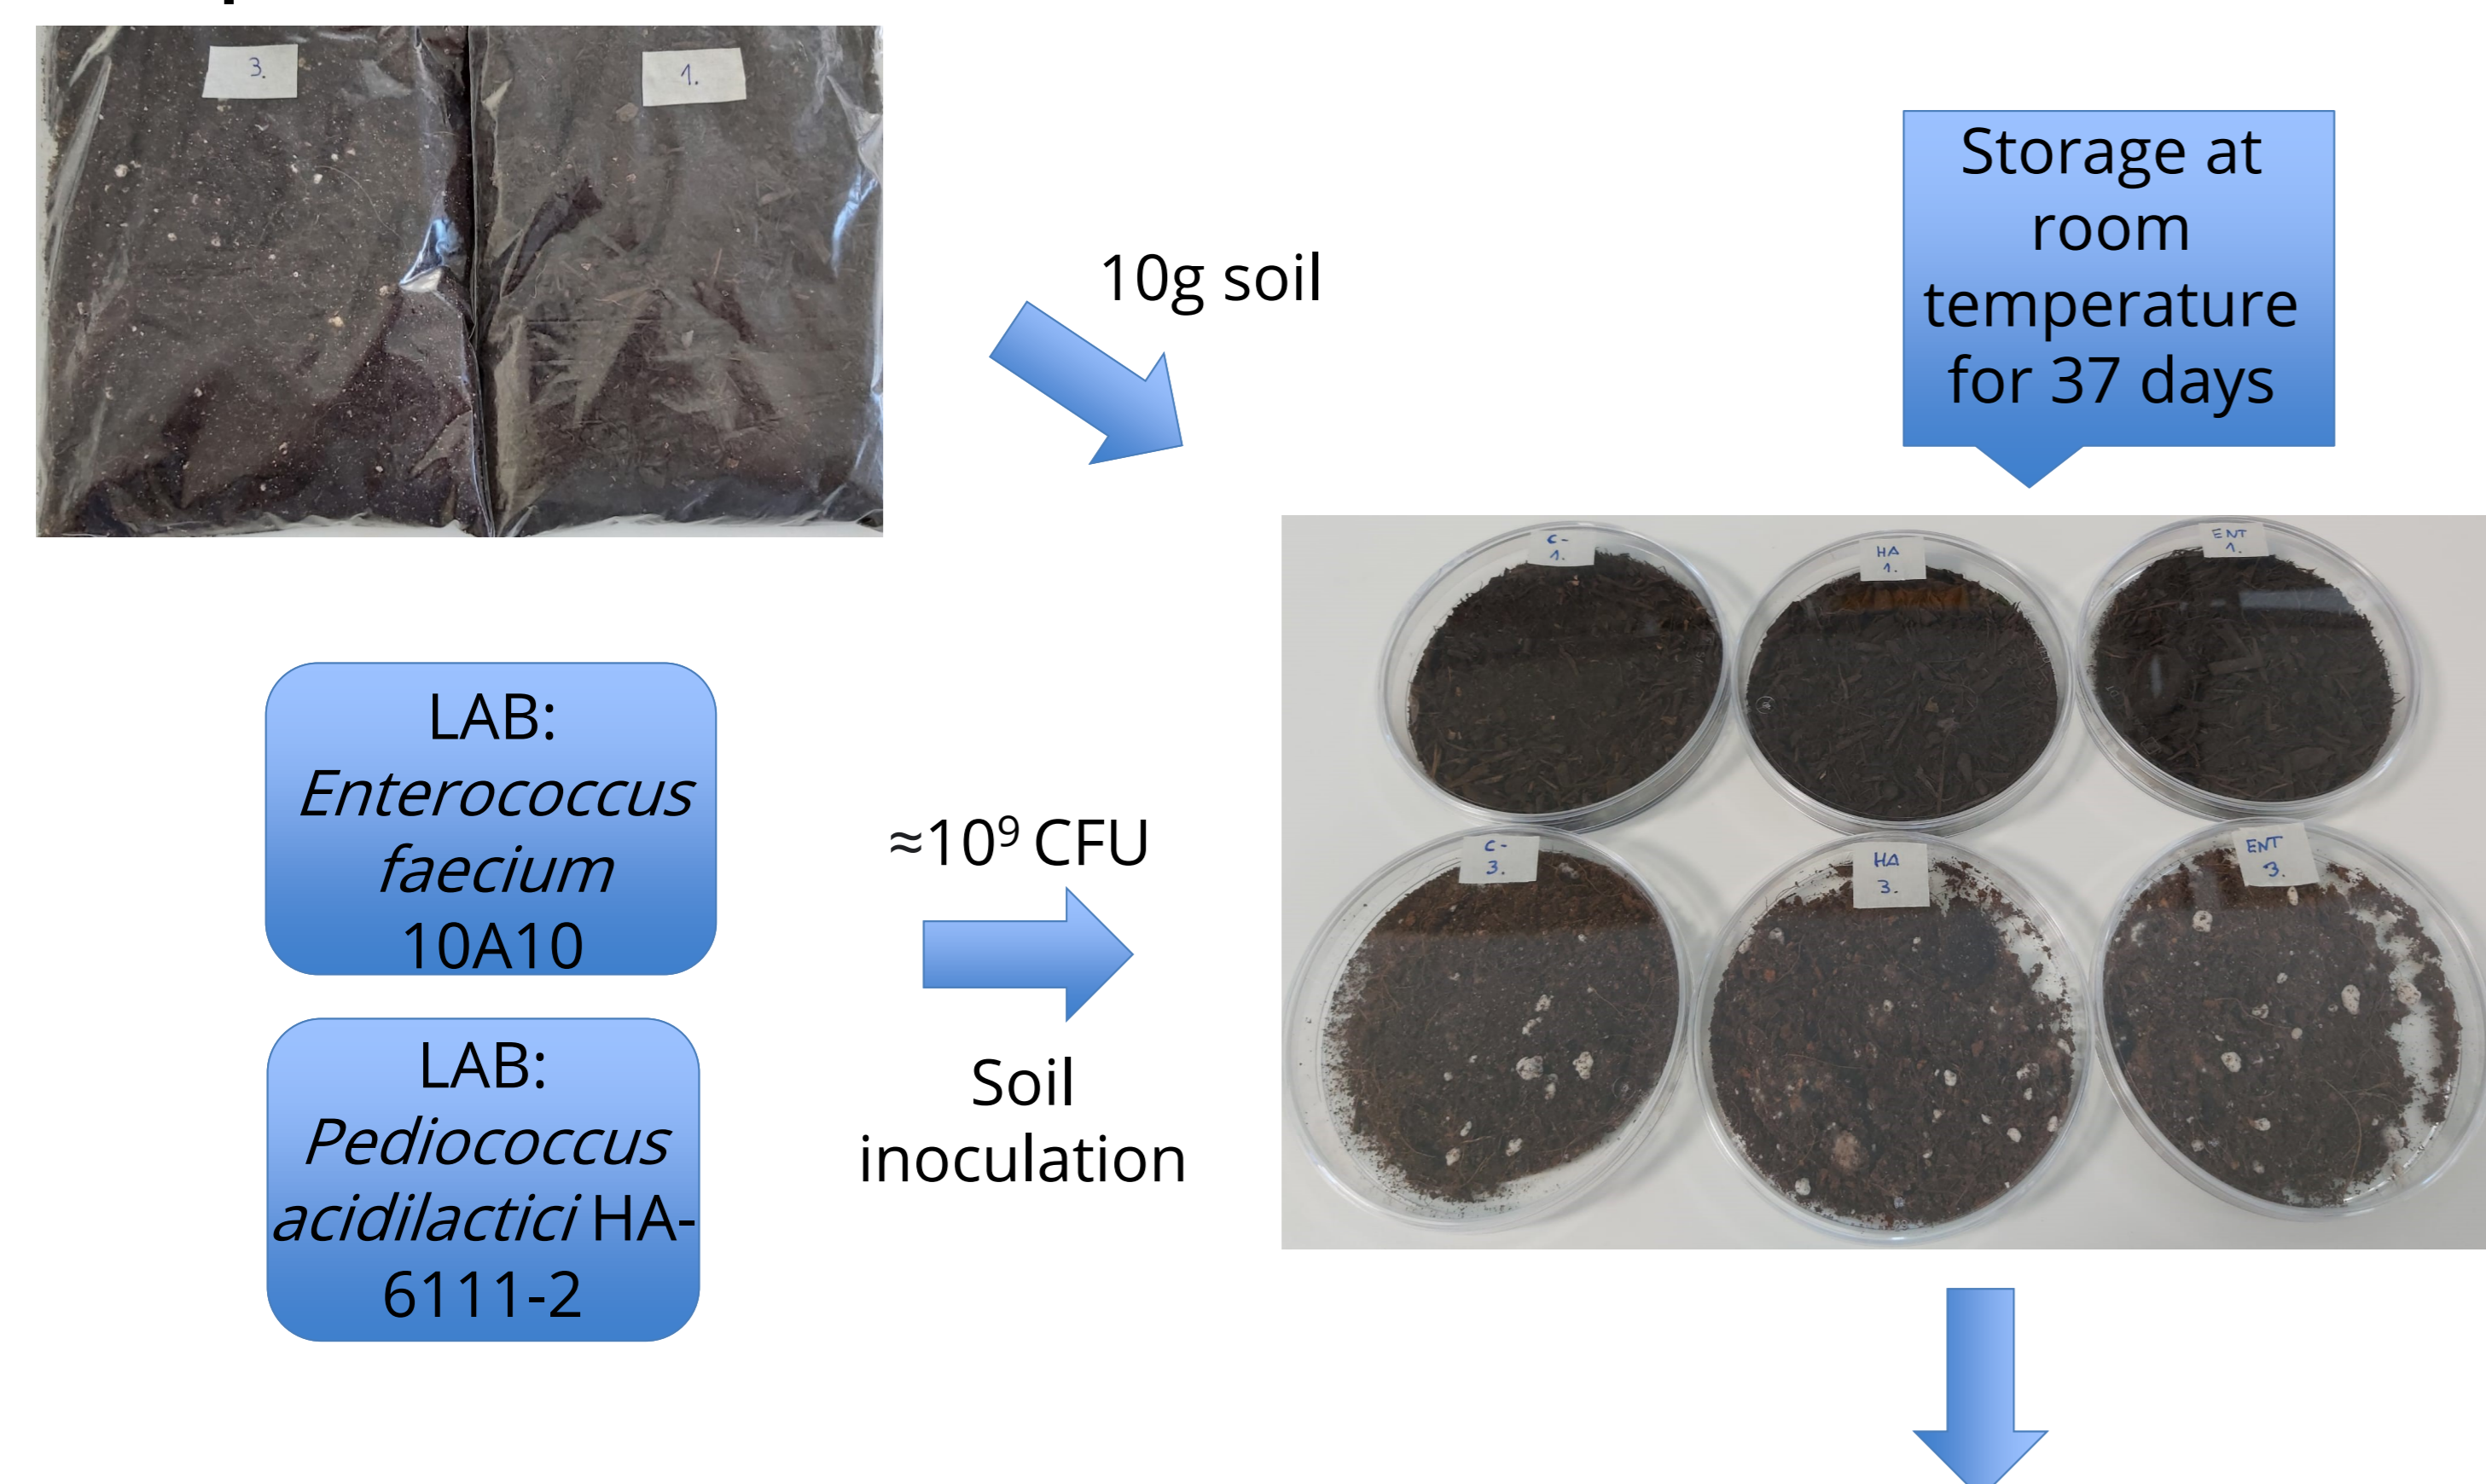 3.
1.
10g soil
Storage at
room
temperature
for 37 days
LAB:
Enterococcus
faecium
10A10
LAB:
Pediococcus
acidilactici HA-
6111-2
≈10⁹ CFU
Soil
inoculation
C-
1.
HA
1.
ENT
1.
C-
3.
HA
3.
ENT
3.